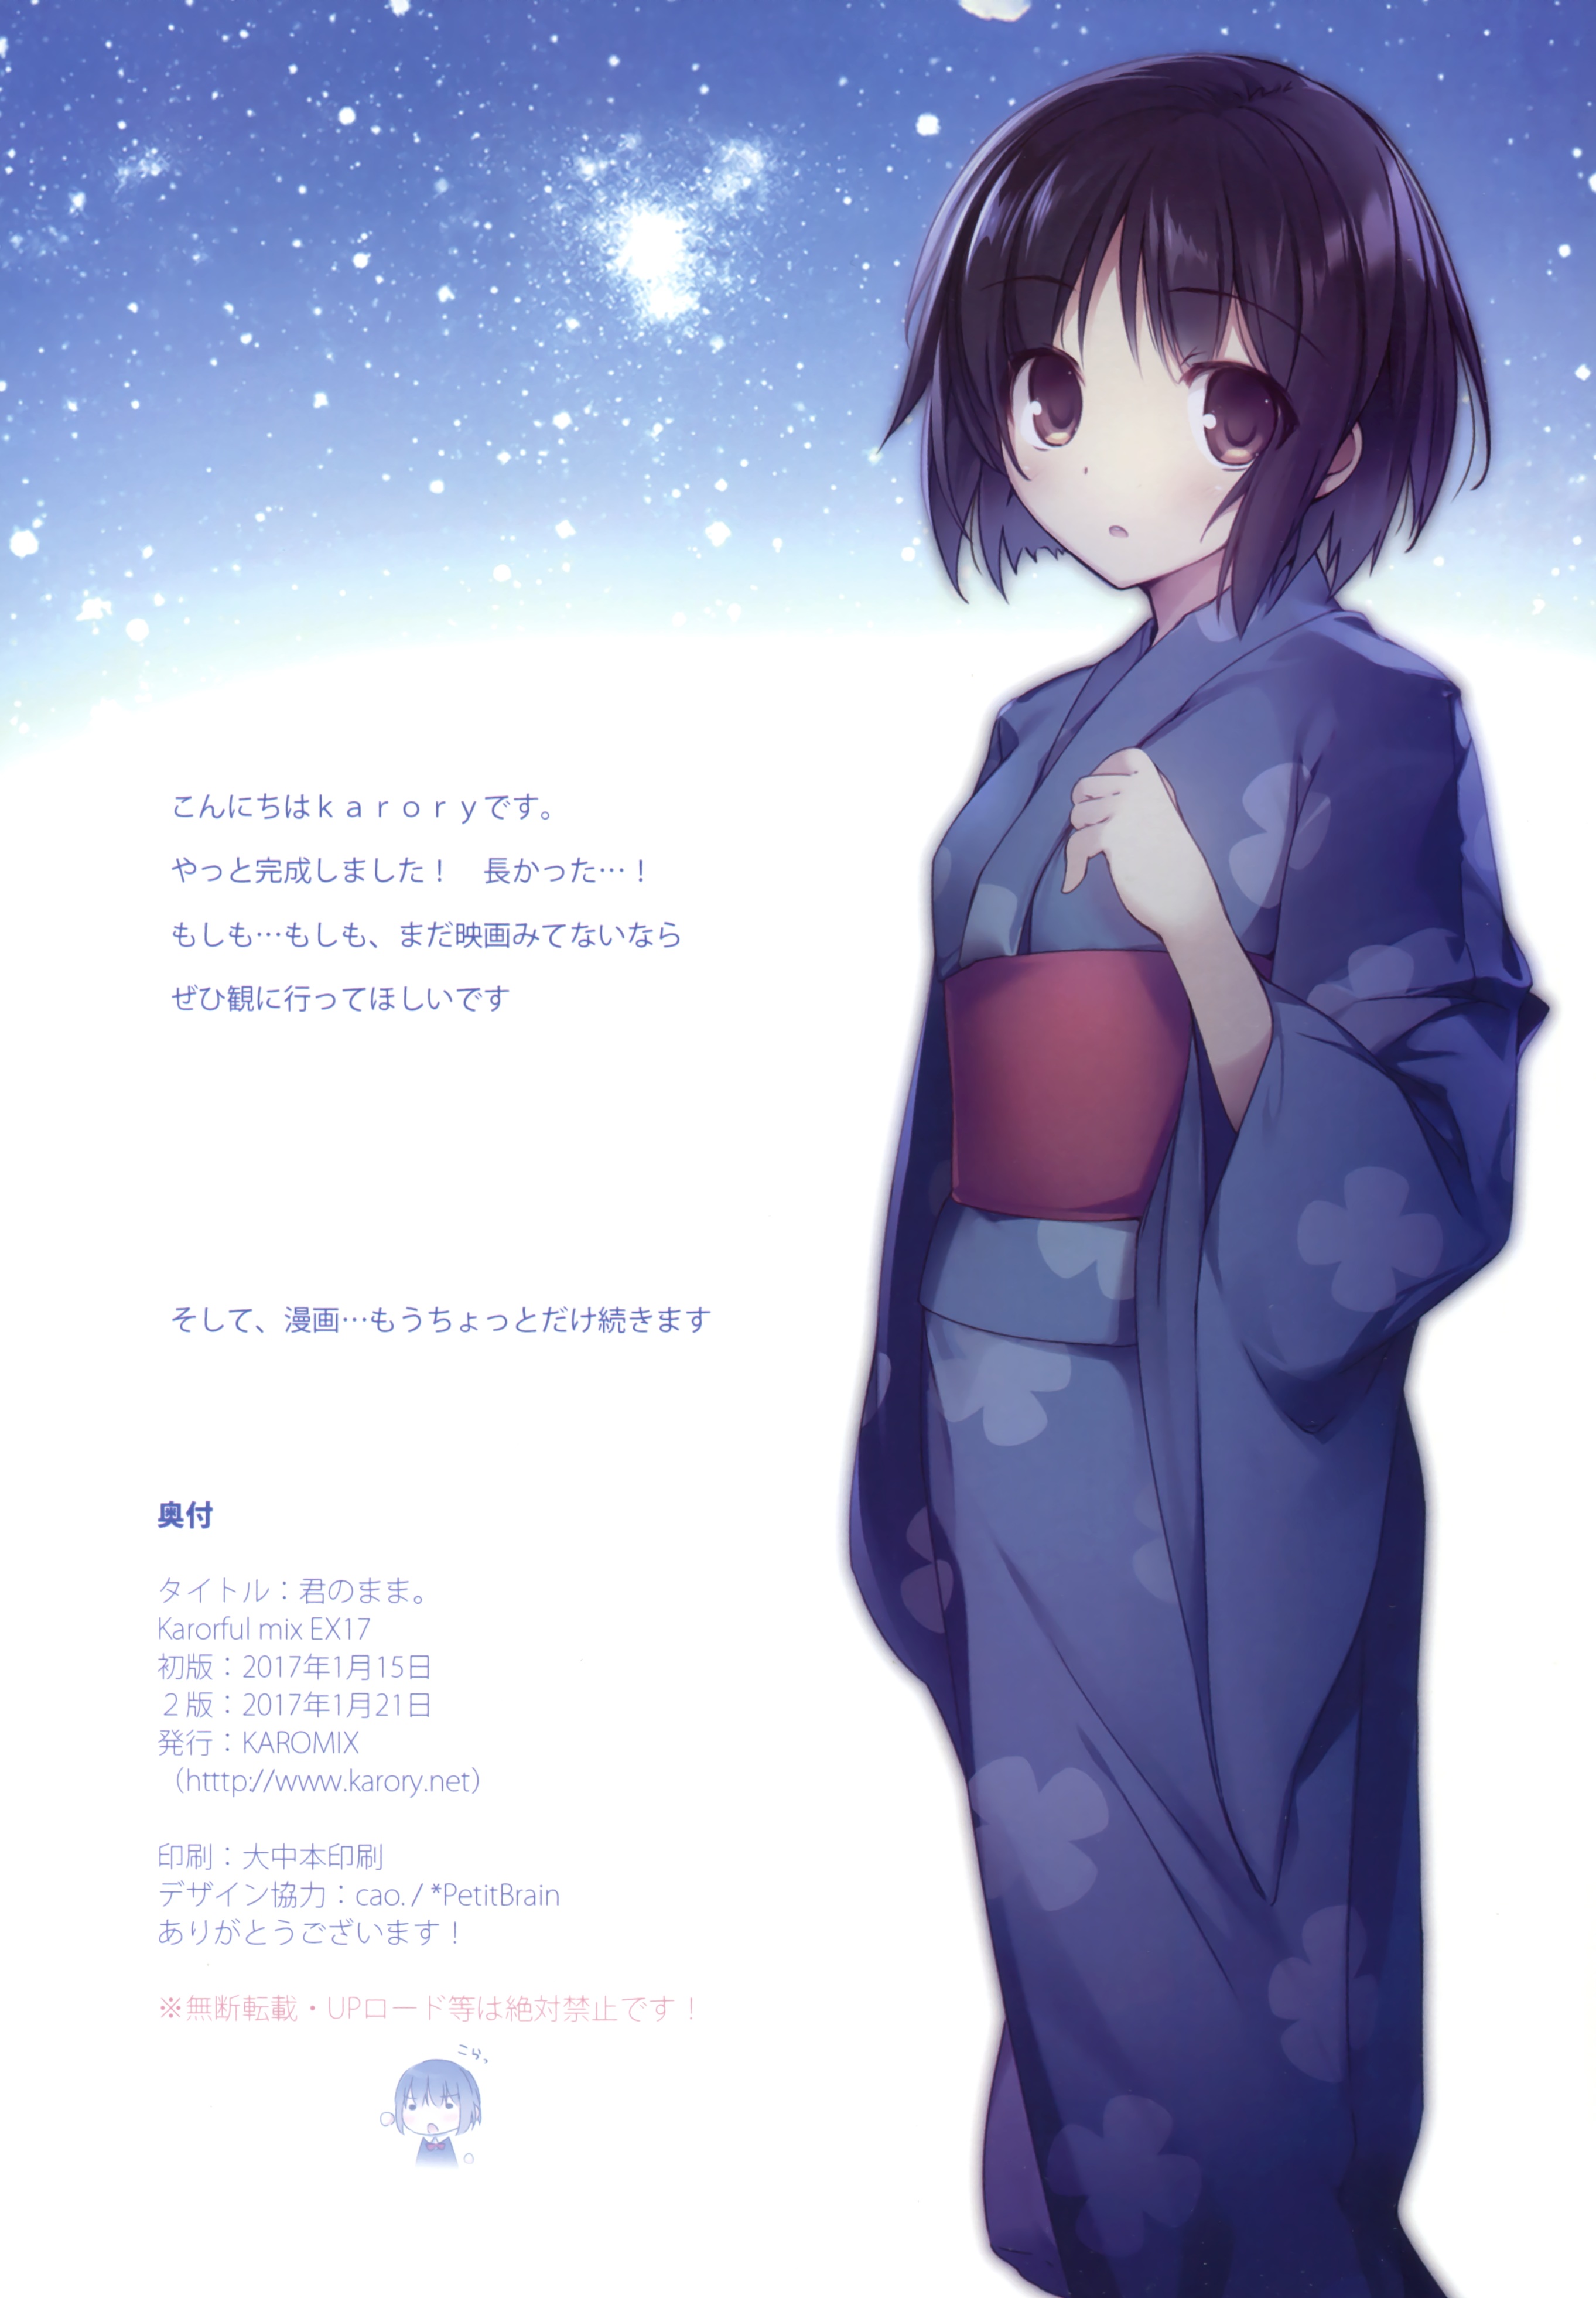 こんにちはｋａｒｏｒｙです。
やっと完成しました！　長かった…！
もしも…もしも、まだ映画みてないなら
ぜひ観に行ってほしいです
そして、漫画…もうちょっとだけ続きます
奥付
タイトル：君のまま。
Karorful mix EX17
初版：2017年1月15日
２版：2017年1月21日
発行：KAROMIX
（htttp://www.karory.net）
印刷：大中本印刷
デザイン協力：cao. / *PetitBrain
ありがとうございます！
※無断転載・UPロード等は絶対禁止です！
こらっ